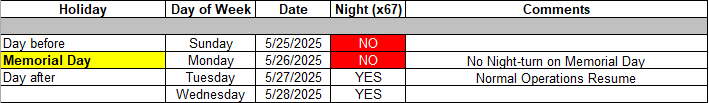 Holiday Day of Week Date Night (x67) Comments
Day before Sunday 5/25/2025 NO
Memorial Day Monday 5/26/2025 NO No Night-turn on Memorial Day
Day after Tuesday 5/27/2025 YES Normal Operations Resume
Wednesday 5/28/2025 YES